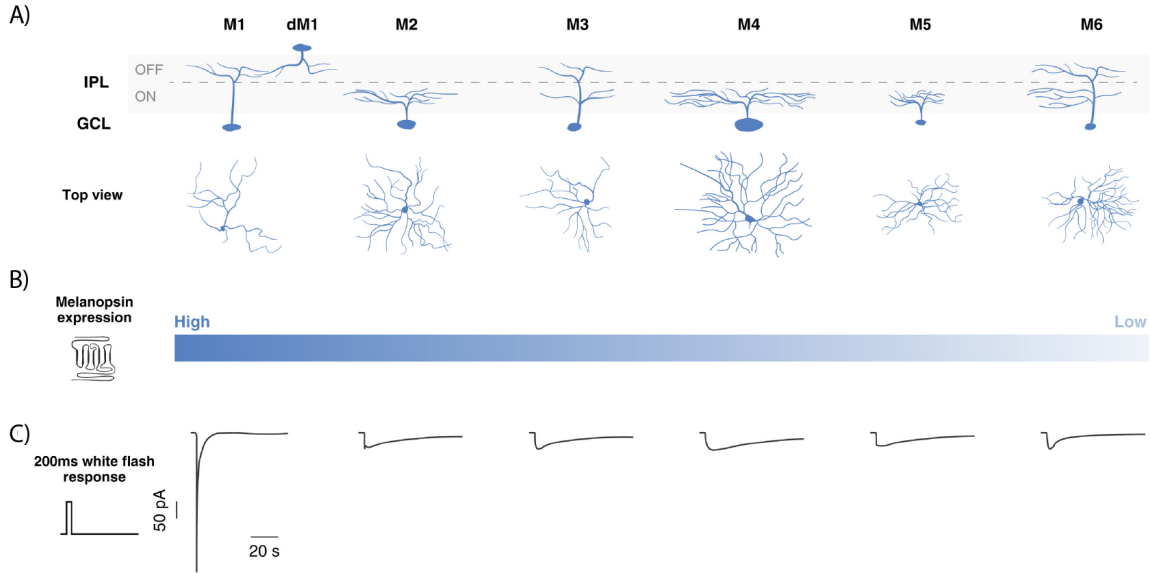 A)
M1 dM1 M2 M3 M4 M5 M6
OFF
IPL
ON
GCL
Top view
B)
Melanopsin
expression
High
Low
C)
200ms white flash
response
50 pA
20 s